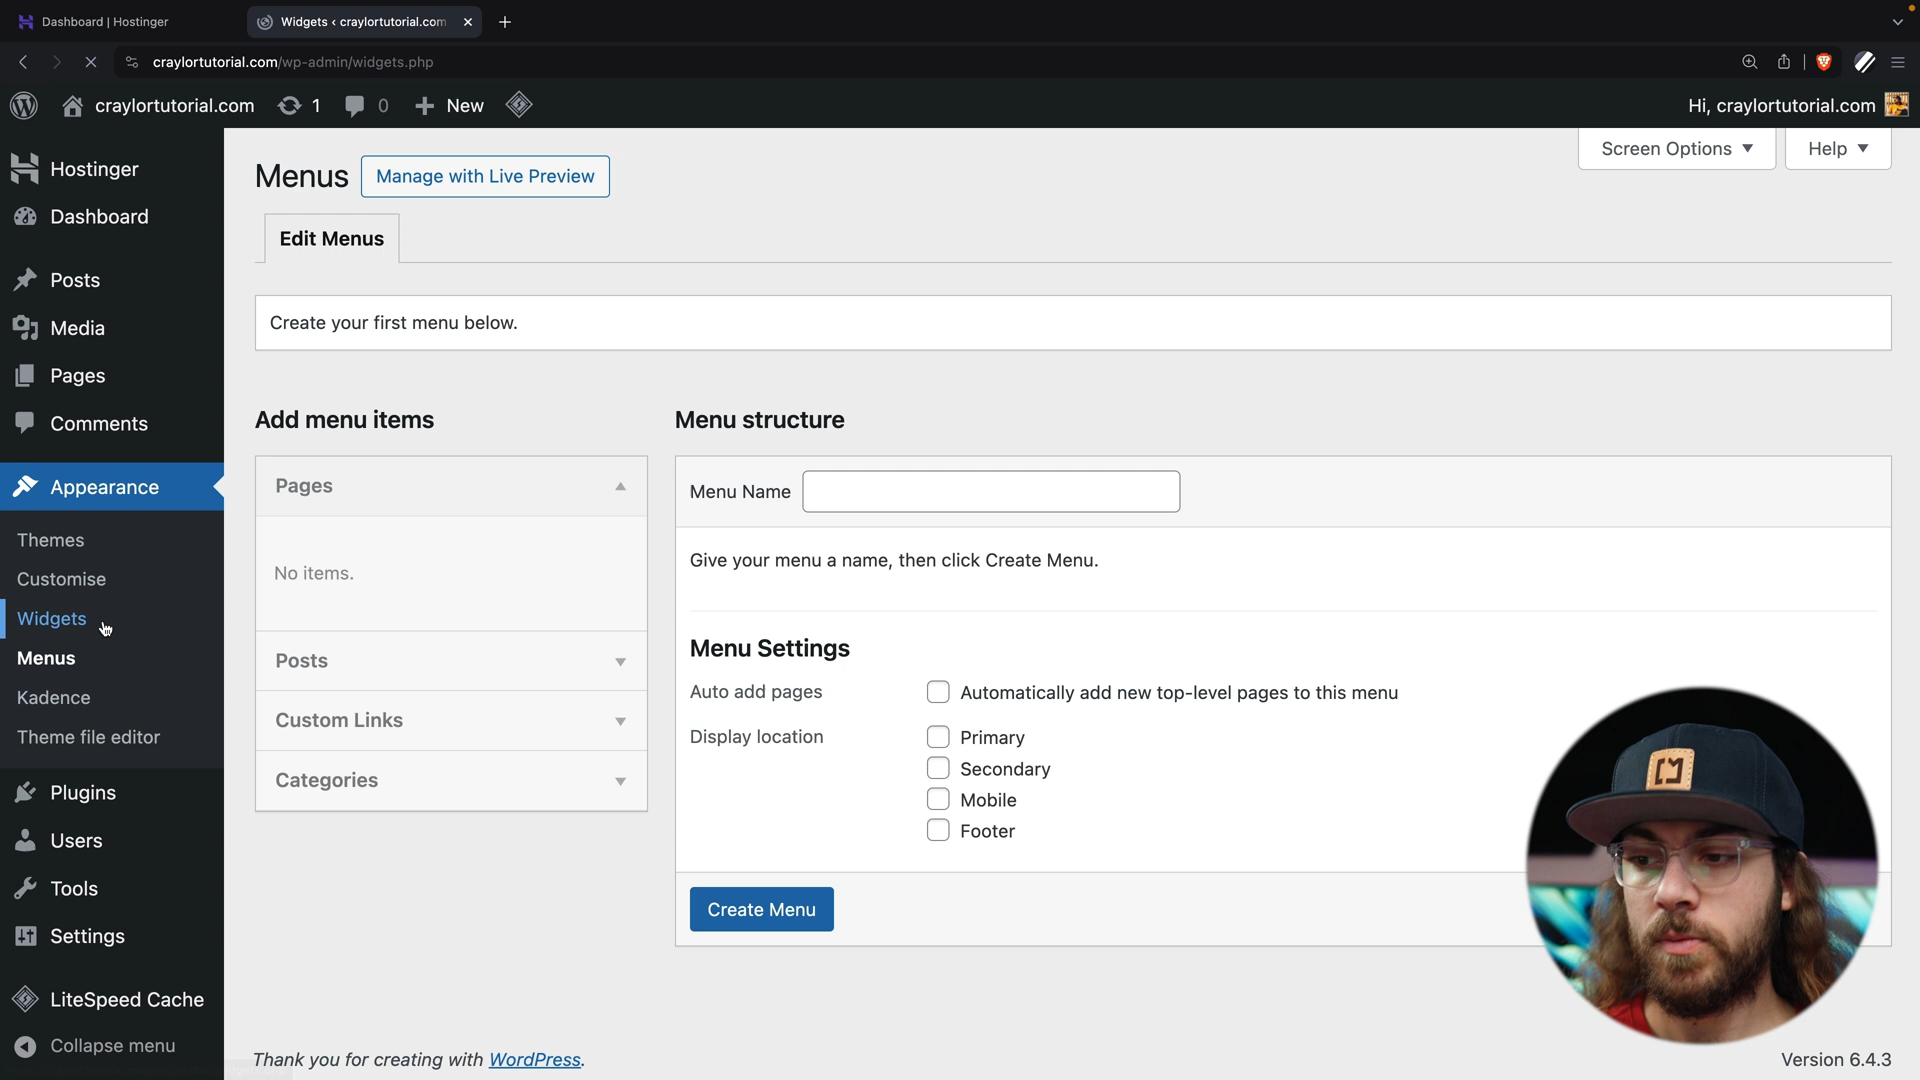 Dashboard | Hostinger
Widgets < craylortutorial.com
craylortutorial.com/wp-admin/widgets.php
craylortutorial.com 1 0 New
Hi, craylortutorial.com
Hostinger
Dashboard
Posts
Media
Pages
Comments
Appearance
Themes
Customise
Widgets
Menus
Kadence
Theme file editor
Plugins
Users
Tools
Settings
LiteSpeed Cache
Collapse menu
Screen Options
Help
Menus
Manage with Live Preview
Edit Menus
Create your first menu below.
Add menu items
Pages
No items.
Posts
Custom Links
Categories
Menu structure
Menu Name
Give your menu a name, then click Create Menu.
Menu Settings
Auto add pages
Automatically add new top-level pages to this menu
Display location
Primary
Secondary
Mobile
Footer
Create Menu
Thank you for creating with WordPress.
Version 6.4.3